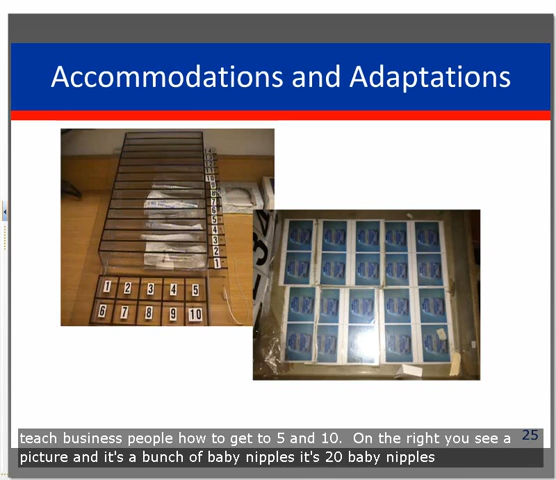 Accommodations and Adaptations
1 2 3 4 5
6 7 8 9 10
9
8
7
6
5
4
3
2
1
25
teach business people how to get to 5 and 10.  On the right you see a
picture and it's a bunch of baby nipples it's 20 baby nipples